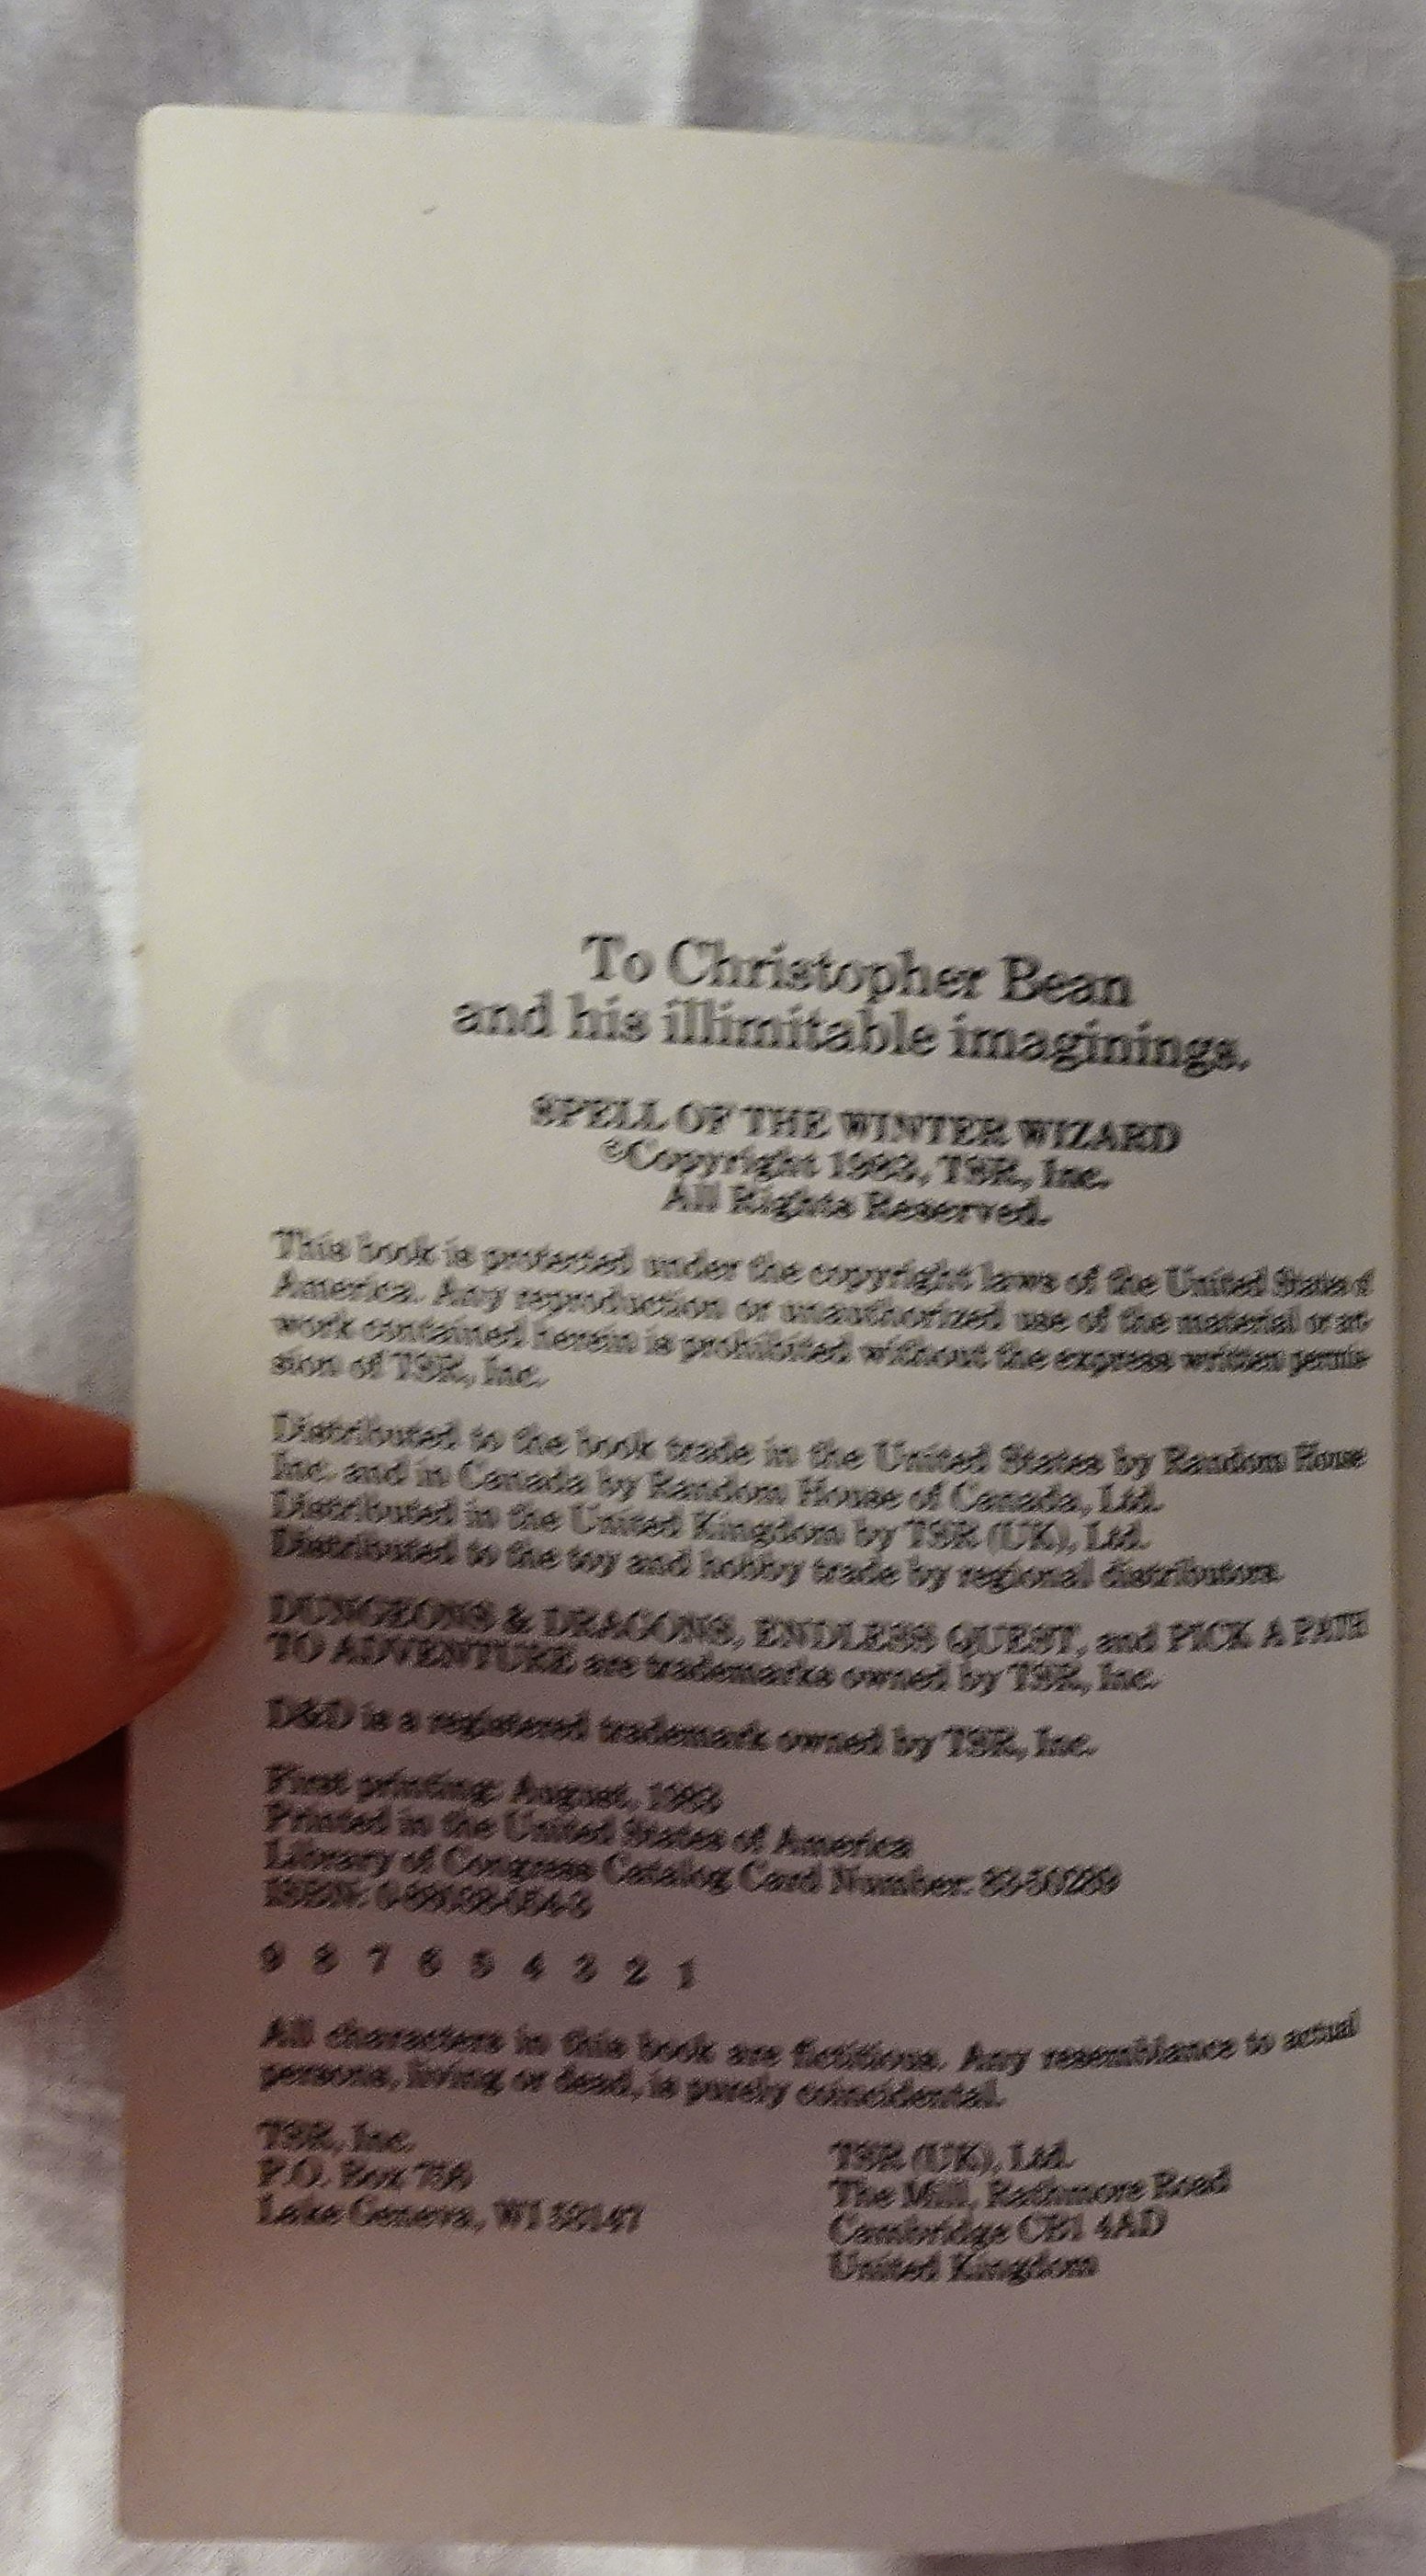 To Christopher Bean
and his illimitable imaginings.
SPELL OF THE WINTER WIZARD
©Copyright 1983, TSR, Inc.
All Rights Reserved.
This book is protected under the copyright laws of the United States of
America. Any reproduction or unauthorized use of the material or art-
work contained herein is prohibited without the express written permis-
sion of TSR, Inc.
Distributed to the book trade in the United States by Random House
Inc. and in Canada by Random House of Canada, Ltd.
Distributed in the United Kingdom by TSR (UK), Ltd.
Distributed to the toy and hobby trade by regional distributors.
DUNGEONS & DRAGONS, ENDLESS QUEST, and PICK A PATH
TO ADVENTURE are trademarks owned by TSR, Inc.
D&D is a registered trademark owned by TSR, Inc.
First printing: August, 1983
Printed in the United States of America
Library of Congress Catalog Card Number:
ISBN: 0-88038-054-3
9 8 7 6 5 4 3 2 1
All characters in this book are fictitious. Any resemblance to actual
persons, living or dead, is purely coincidental.
TSR, Inc.
P.O. Box 756
Lake Geneva, WI 53147
TSR (UK), Ltd.
The Mill, Rathmore Road
Cambridge CB1 4AD
United Kingdom